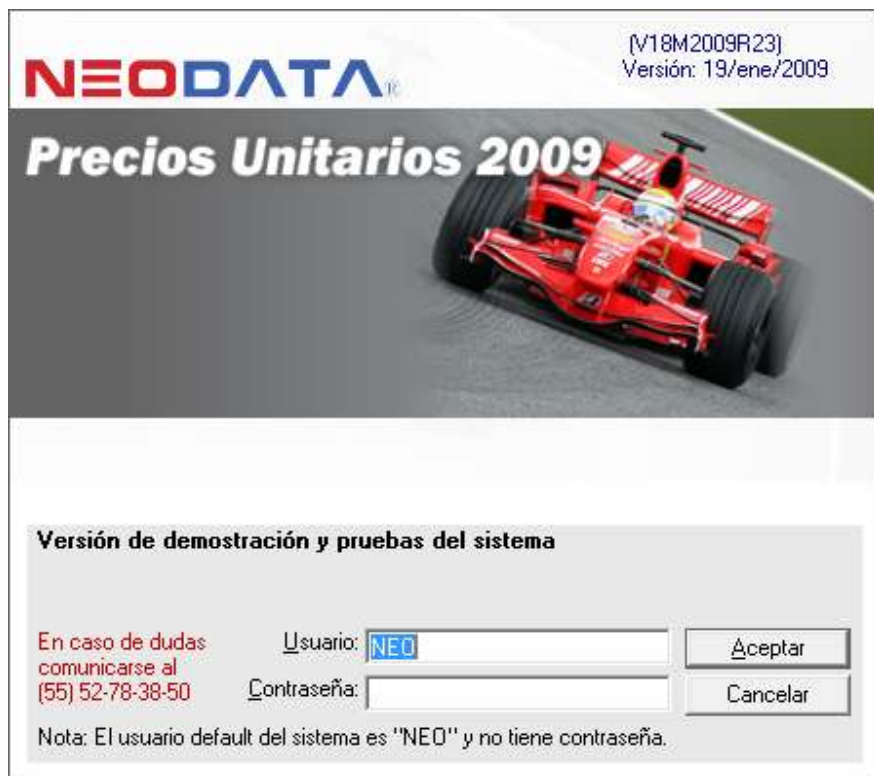 NEODATA®
(V18M2009R23)
Versión: 19/ene/2009
Precios Unitarios 2009
Versión de demostración y pruebas del sistema
En caso de dudas
comunicarse al
(55) 52-78-38-50
Usuario: NEO
Contraseña:
Aceptar
Cancelar
Nota: El usuario default del sistema es "NEO" y no tiene contraseña.